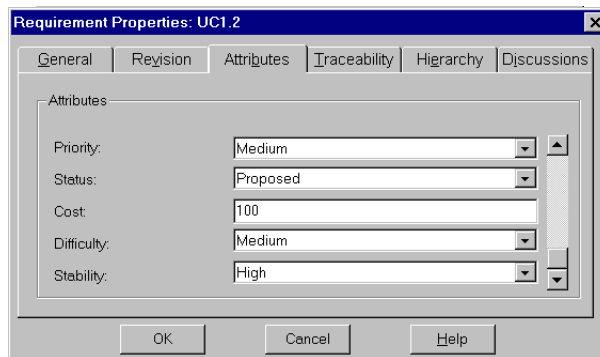 Requirement Properties: UC1.2
General Revision Attributes Traceability Hierarchy Discussions
Attributes
Priority: Medium
Status: Proposed
Cost: 100
Difficulty: Medium
Stability: High
OK Cancel Help